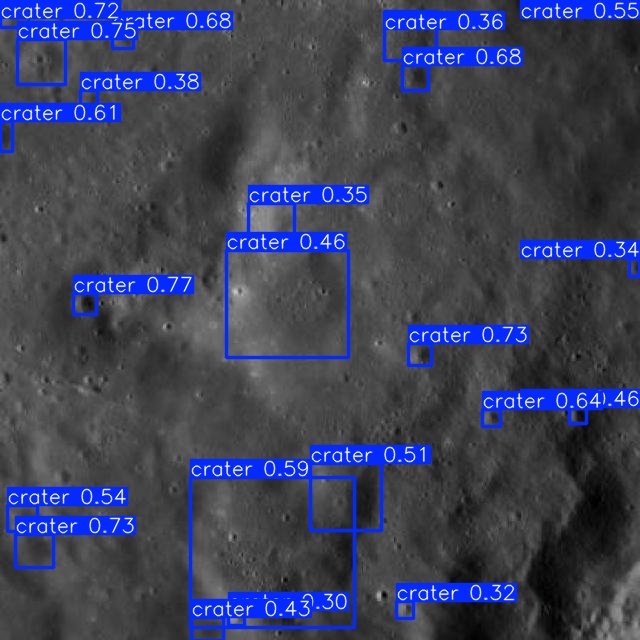 crater 0.72
crater 0.68
crater 0.55
crater 0.36
crater 0.75
crater 0.68
crater 0.38
crater 0.61
crater 0.35
crater 0.46
crater 0.34
crater 0.77
crater 0.73
crater 0.64
.46
crater 0.51
crater 0.59
crater 0.54
crater 0.73
crater 0.32
0.30
crater 0.43